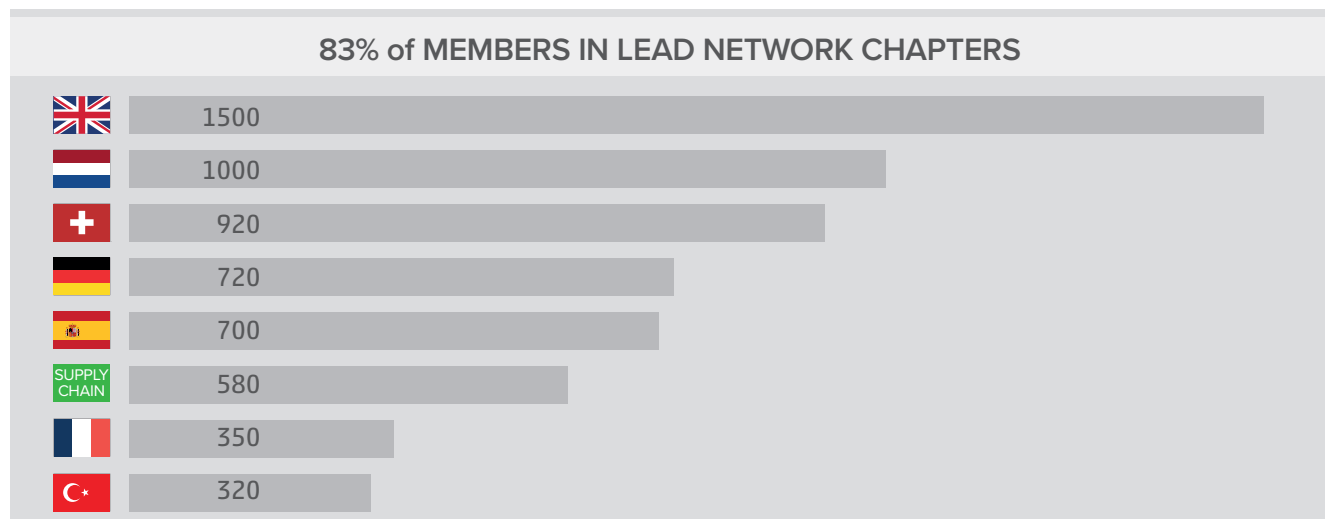 83% of MEMBERS IN LEAD NETWORK CHAPTERS
1500
1000
920
720
700
SUPPLY
CHAIN
580
350
320